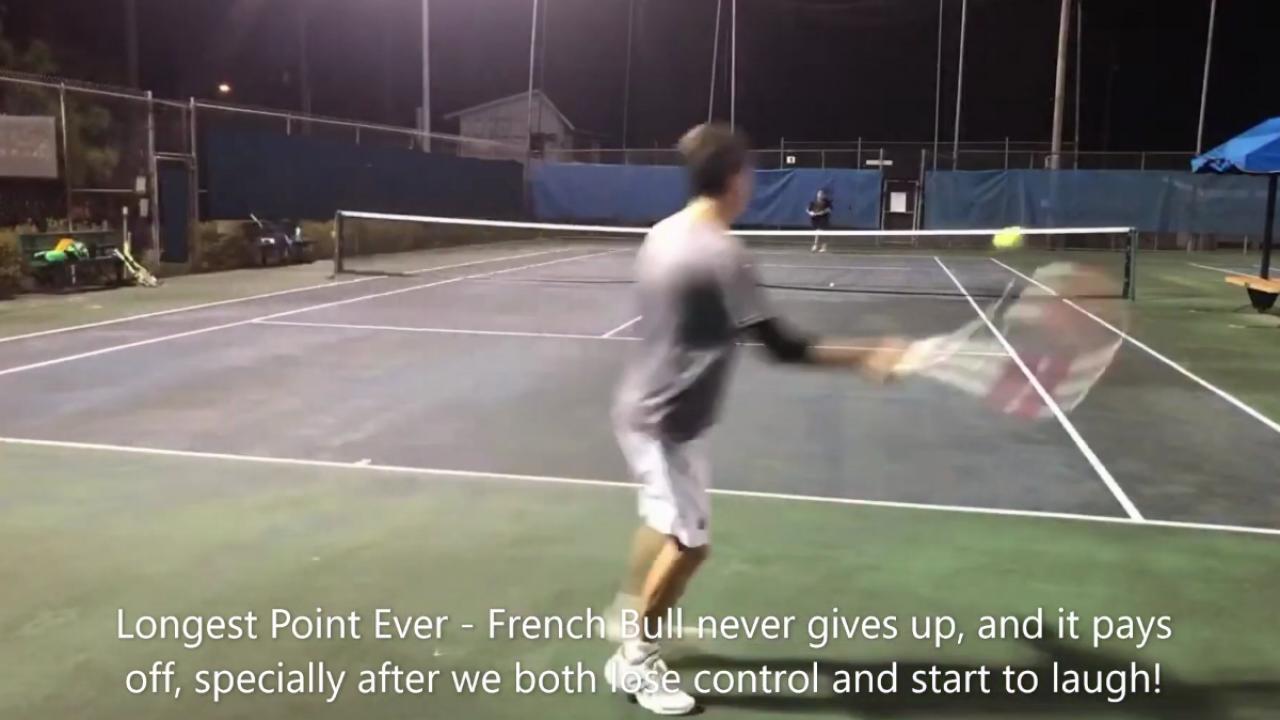 Longest Point Ever - French Bull never gives up, and it pays
off, specially after we both lose control and start to laugh!